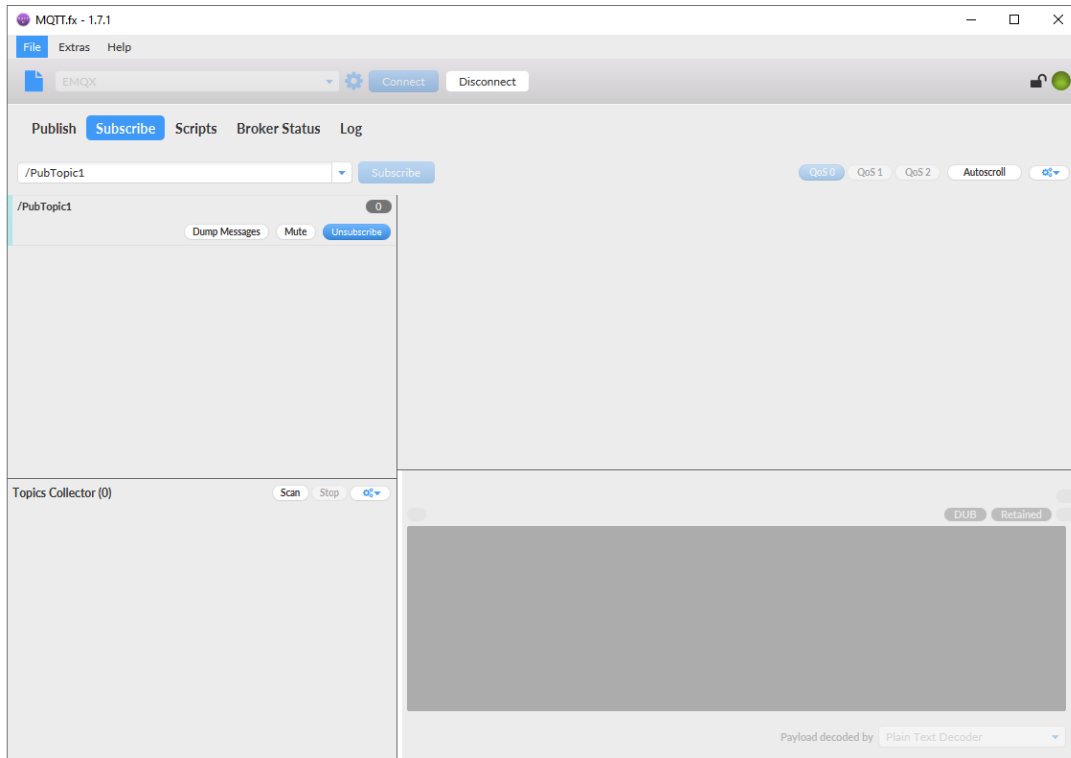 MQTT.fx - 1.7.1
File Extras Help
EMQX Connect Disconnect
Publish Subscribe Scripts Broker Status Log
/PubTopic1 Subscribe QoS 0 QoS 1 QoS 2 Autoscroll
/PubTopic1 0
Dump Messages Mute Unsubscribe
Topics Collector (0) Scan Stop
DUB Retained
Payload decoded by Plain Text Decoder